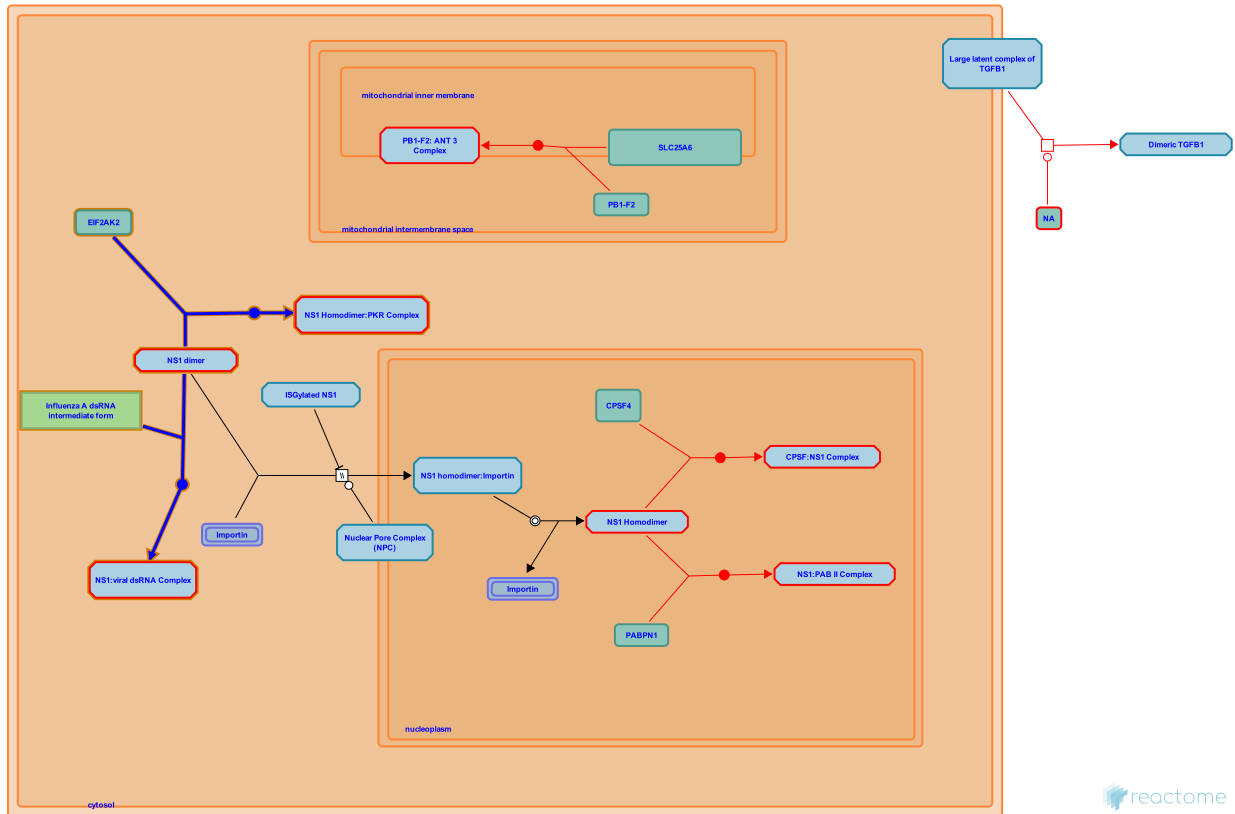 Large latent complex of
TGFB1
mitochondrial inner membrane
PB1-F2: ANT 3
Complex
SLC25A6
Dimeric TGFB1
PB1-F2
NA
EIF2AK2
mitochondrial intermembrane space
NS1 Homodimer:PKR Complex
NS1 dimer
ISGylated NS1
Influenza A dsRNA
intermediate form
CPSF4
CPSF:NS1 Complex
\\
NS1 homodimer:Importin
NS1 Homodimer
Importin
Nuclear Pore Complex
(NPC)
NS1:viral dsRNA Complex
Importin
NS1:PAB II Complex
PABPN1
nucleoplasm
cytosol
reactome